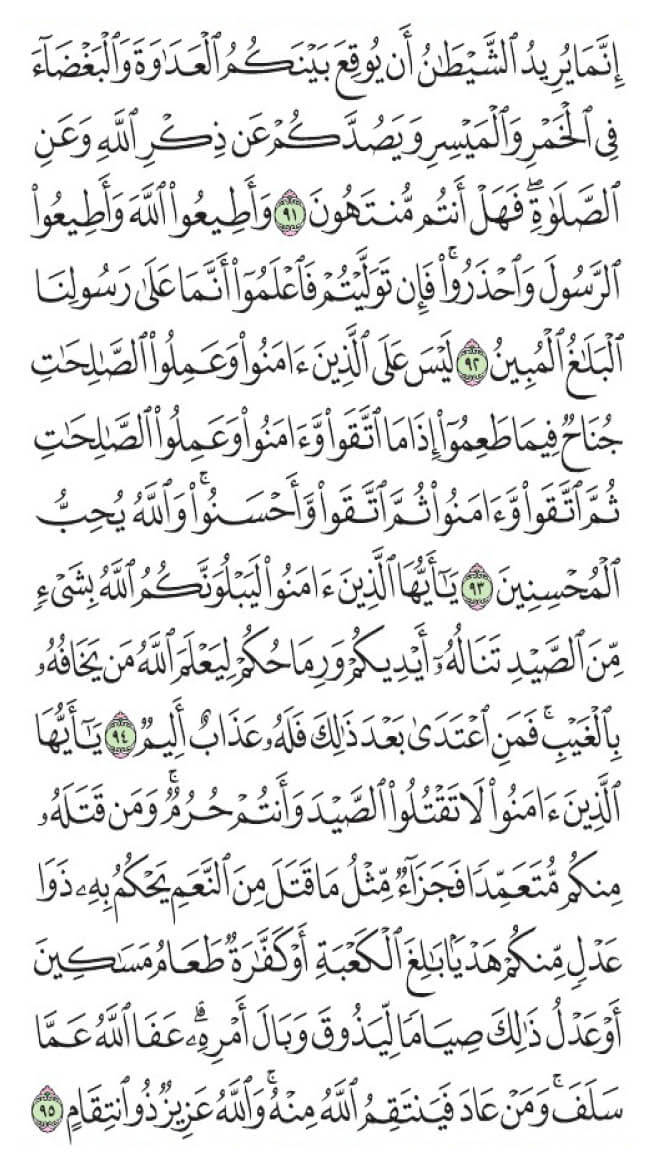 إِنَّمَا يُرِيدُ ٱلشَّيْطَٰنُ أَن يُوقِعَ بَيْنَكُمُ ٱلْعَدَٰوَةَ وَٱلْبَغْضَآءَ
فِى ٱلْخَمْرِ وَٱلْمَيْسِرِ وَيَصُدَّكُمْ عَن ذِكْرِ ٱللَّهِ وَعَنِ
ٱلصَّلَوٰةِۖ فَهَلْ أَنتُم مُّنتَهُونَ ٩١ وَأَطِيعُوا۟ ٱللَّهَ وَأَطِيعُوا۟
ٱلرَّسُولَ وَٱحْذَرُوا۟ۚ فَإِن تَوَلَّيْتُمْ فَٱعْلَمُوٓا۟ أَنَّمَا عَلَىٰ رَسُولِنَا
ٱلْبَلَٰغُ ٱلْمُبِينُ ٩٢ لَيْسَ عَلَى ٱلَّذِينَ ءَامَنُوا۟ وَعَمِلُوا۟ ٱلصَّٰلِحَٰتِ
جُنَاحٌ فِيمَا طَعِمُوٓا۟ إِذَا مَا ٱتَّقَوا۟ وَّءَامَنُوا۟ وَعَمِلُوا۟ ٱلصَّٰلِحَٰتِ
ثُمَّ ٱتَّقَوا۟ وَّءَامَنُوا۟ ثُمَّ ٱتَّقَوا۟ وَّأَحْسَنُوا۟ۚ وَٱللَّهُ يُحِبُّ
ٱلْمُحْسِنِينَ ٩٣ يَٰٓأَيُّهَا ٱلَّذِينَ ءَامَنُوا۟ لَيَبْلُوَنَّكُمُ ٱللَّهُ بِشَىْءٍ
مِّنَ ٱلصَّيْدِ تَنَالُهُۥٓ أَيْدِيكُمْ وَرِمَاحُكُمْ لِيَعْلَمَ ٱللَّهُ مَن يَخَافُهُۥ
بِٱلْغَيْبِۚ فَمَنِ ٱعْتَدَىٰ بَعْدَ ذَٰلِكَ فَلَهُۥ عَذَابٌ أَلِيمٌ ٩٤ يَٰٓأَيُّهَا
ٱلَّذِينَ ءَامَنُوا۟ لَا تَقْتُلُوا۟ ٱلصَّيْدَ وَأَنتُمْ حُرُمٌۚ وَمَن قَتَلَهُۥ
مِنكُم مُّتَعَمِّدًا فَجَزَآءٌ مِّثْلُ مَا قَتَلَ مِنَ ٱلنَّعَمِ يَحْكُمُ بِهِۦ ذَوَا
عَدْلٍ مِّنكُمْ هَدْيًۢا بَٰلِغَ ٱلْكَعْبَةِ أَوْ كَفَّٰرَةٌ طَعَامُ مَسَٰكِينَ
أَوْ عَدْلُ ذَٰلِكَ صِيَامًا لِّيَذُوقَ وَبَالَ أَمْرِهِۦۗ عَفَا ٱللَّهُ عَمَّا
سَلَفَۚ وَمَنْ عَادَ فَيَنتَقِمُ ٱللَّهُ مِنْهُۚ وَٱللَّهُ عَزِيزٌ ذُو ٱنتِقَامٍ ٩٥